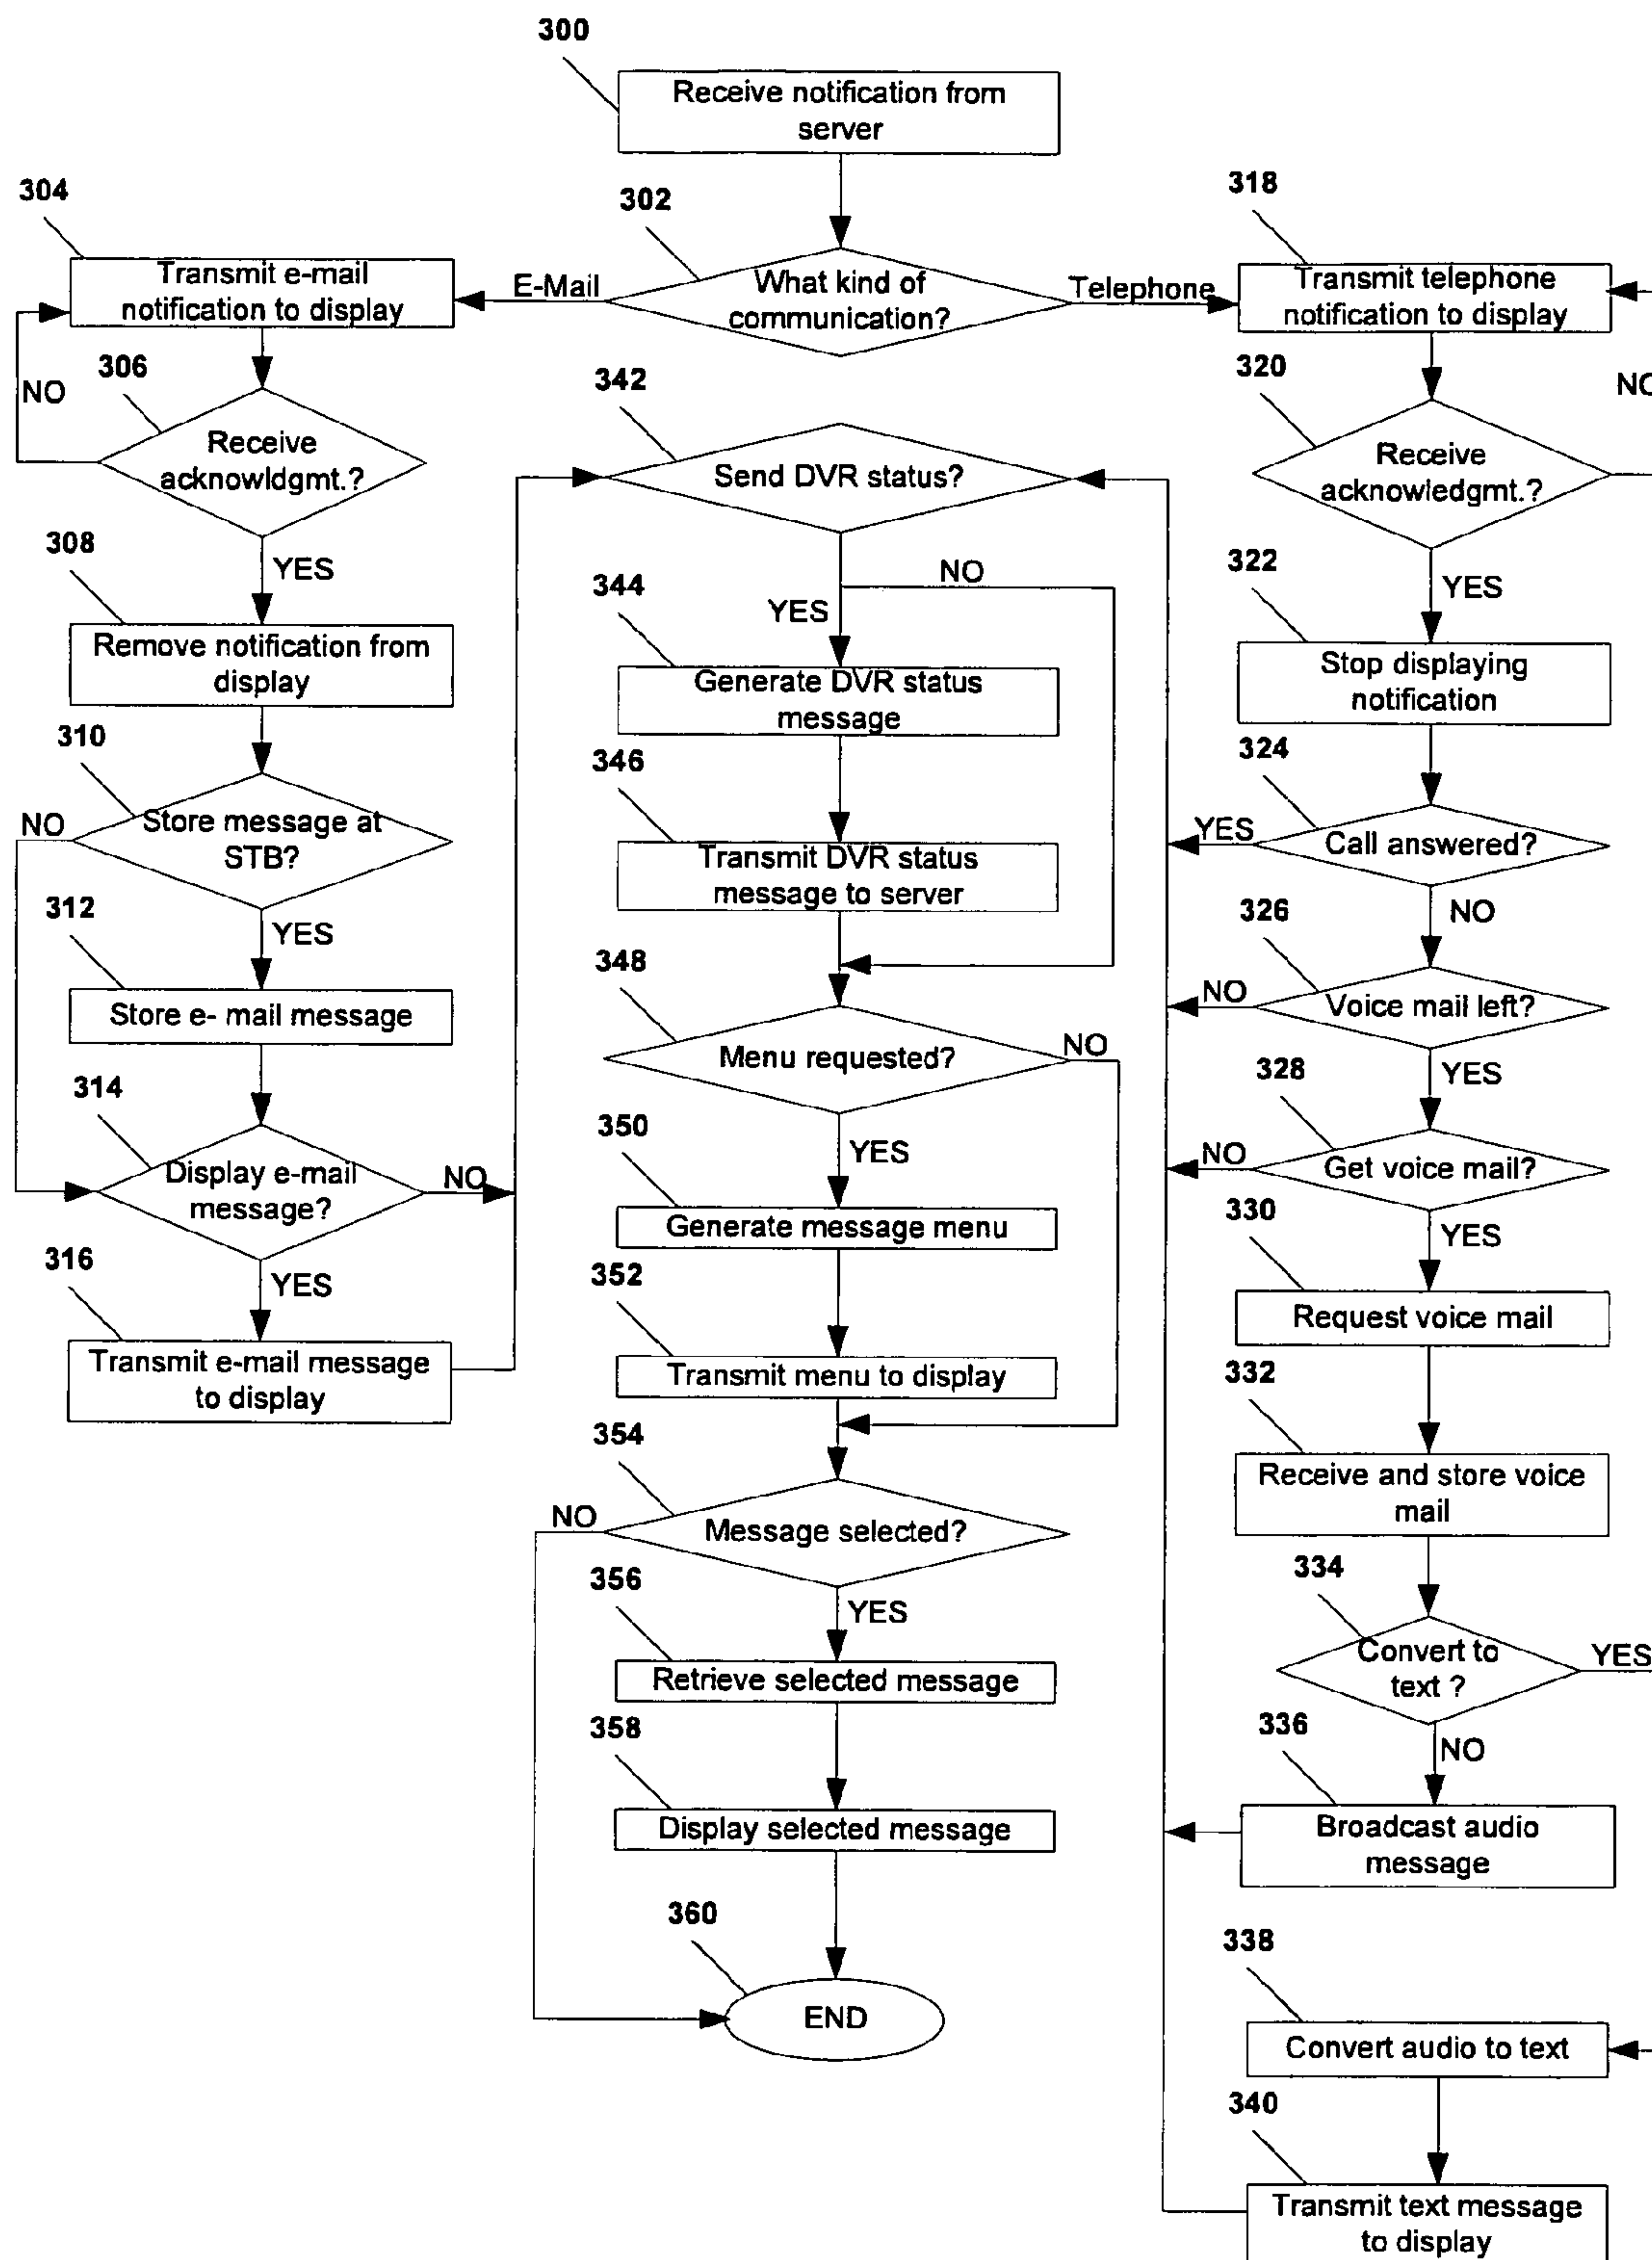 300
Receive notification from
server
304
302
318
Transmit e-mail
notification to display
E-Mail
What kind of
communication?
Telephone
Transmit telephone
notification to display
306
NO
342
320
NO
Receive
acknowldgmt.?
Send DVR status?
Receive
acknowledgmt.?
308
YES
344
NO
YES
322
YES
Remove notification from
display
Generate DVR status
message
Stop displaying
notification
310
346
324
NO
Store message at
STB?
Transmit DVR status
message to server
YES
Call answered?
312
YES
348
326
NO
Store e- mail message
Menu requested?
NO
NO
Voice mail left?
314
350
YES
328
YES
Display e-mail
message?
NO
Generate message menu
NO
Get voice mail?
316
YES
352
330
YES
Transmit e-mail message
to display
Transmit menu to display
Request voice mail
354
332
NO
Message selected?
Receive and store voice
mail
356
YES
334
Retrieve selected message
Convert to
text ?
YES
358
336
NO
Display selected message
Broadcast audio
message
360
338
END
Convert audio to text
340
Transmit text message
to display